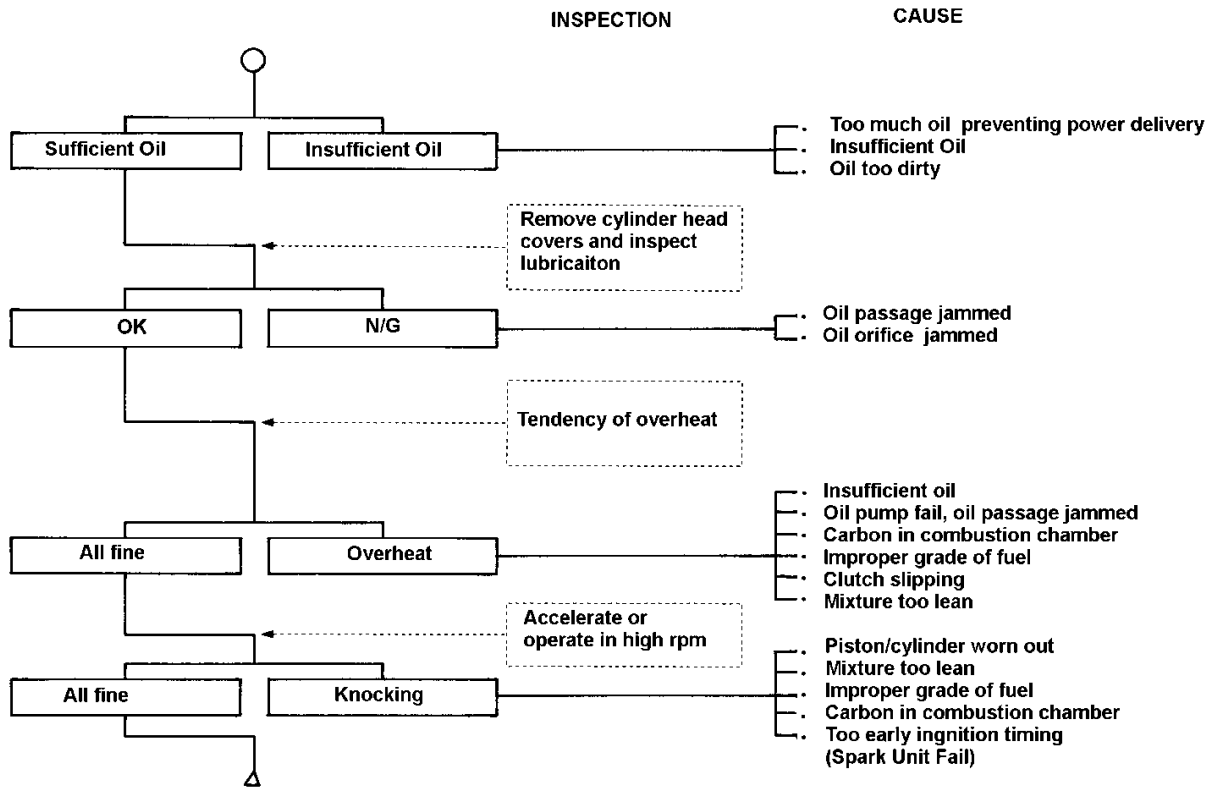 INSPECTION
CAUSE
Sufficient Oil
Insufficient Oil
Too much oil preventing power delivery
Insufficient Oil
Oil too dirty
Remove cylinder head
covers and inspect
lubricaiton
OK
N/G
Oil passage jammed
Oil orifice jammed
Tendency of overheat
All fine
Overheat
Insufficient oil
Oil pump fail, oil passage jammed
Carbon in combustion chamber
Improper grade of fuel
Clutch slipping
Mixture too lean
Accelerate or
operate in high rpm
All fine
Knocking
Piston/cylinder worn out
Mixture too lean
Improper grade of fuel
Carbon in combustion chamber
Too early ingnition timing
(Spark Unit Fail)